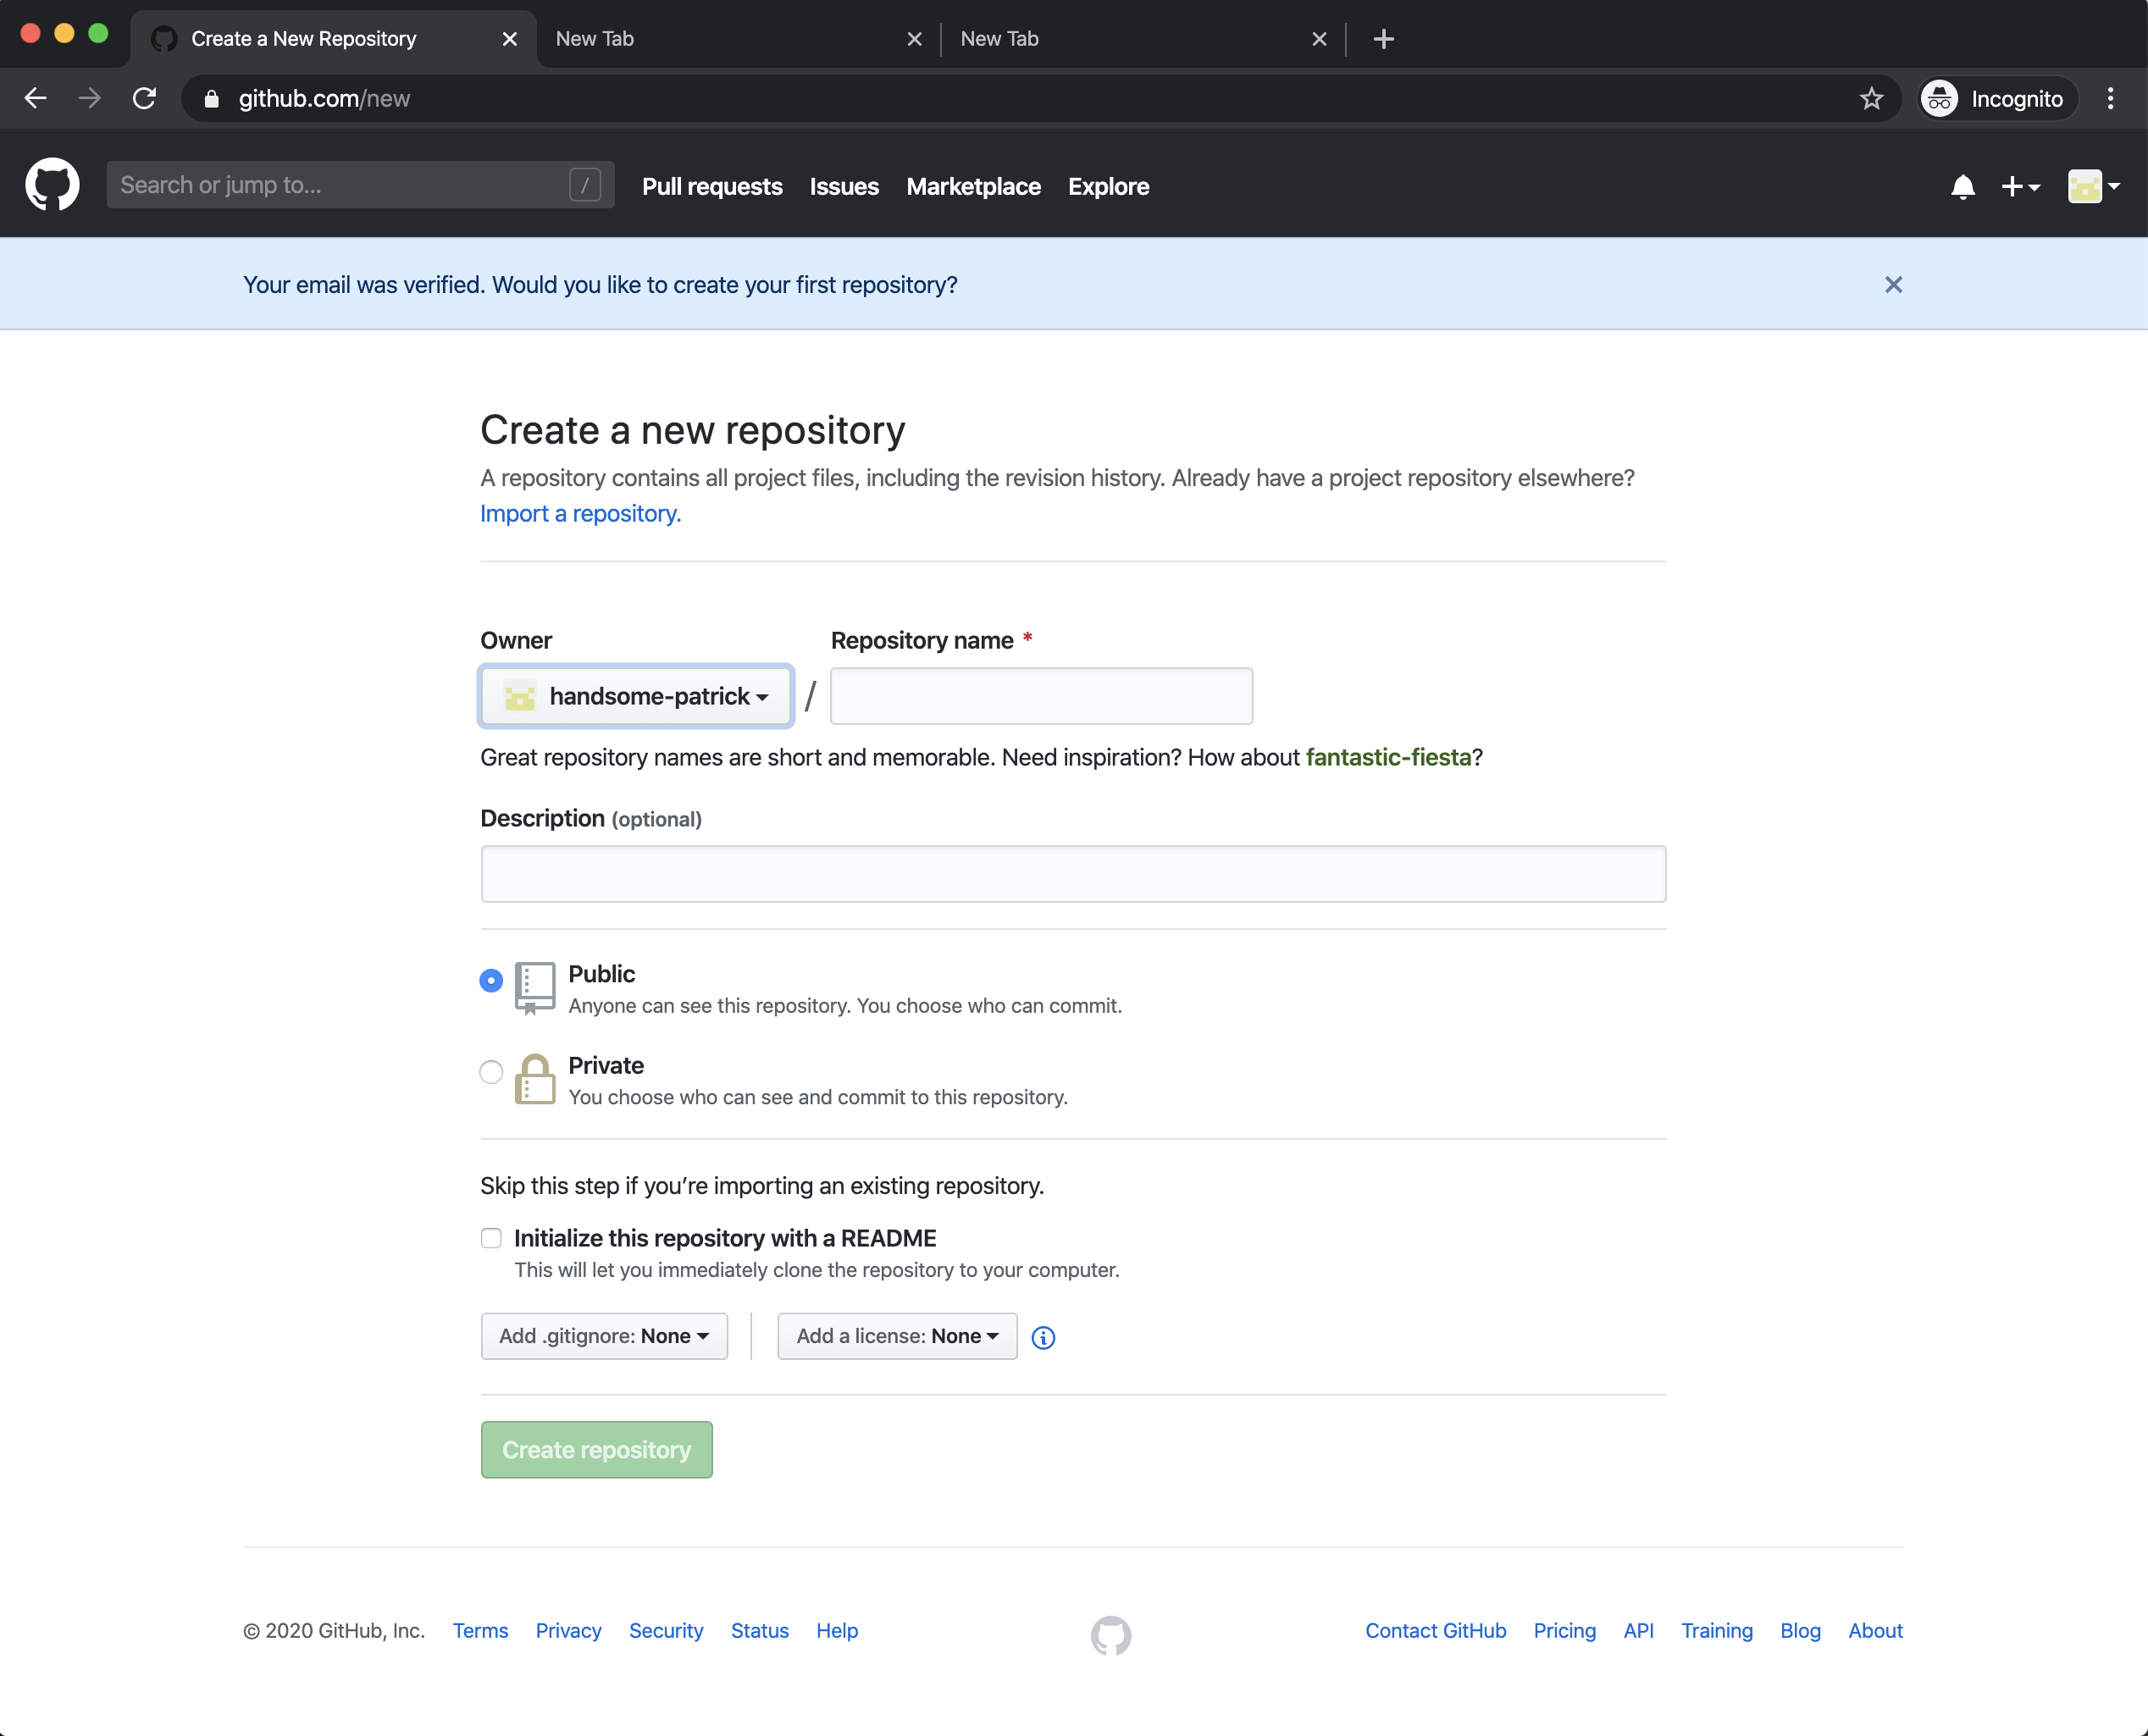 Create a New Repository
New Tab
New Tab
github.com/new
Incognito
Search or jump to...
/
Pull requests
Issues
Marketplace
Explore
Your email was verified. Would you like to create your first repository?
Create a new repository
A repository contains all project files, including the revision history. Already have a project repository elsewhere?
Import a repository.
Owner
Repository name *
handsome-patrick
/
Great repository names are short and memorable. Need inspiration? How about fantastic-fiesta?
Description (optional)
Public
Anyone can see this repository. You choose who can commit.
Private
You choose who can see and commit to this repository.
Skip this step if you’re importing an existing repository.
Initialize this repository with a README
This will let you immediately clone the repository to your computer.
Add .gitignore: None
Add a license: None
Create repository
© 2020 GitHub, Inc.
Terms
Privacy
Security
Status
Help
Contact GitHub
Pricing
API
Training
Blog
About